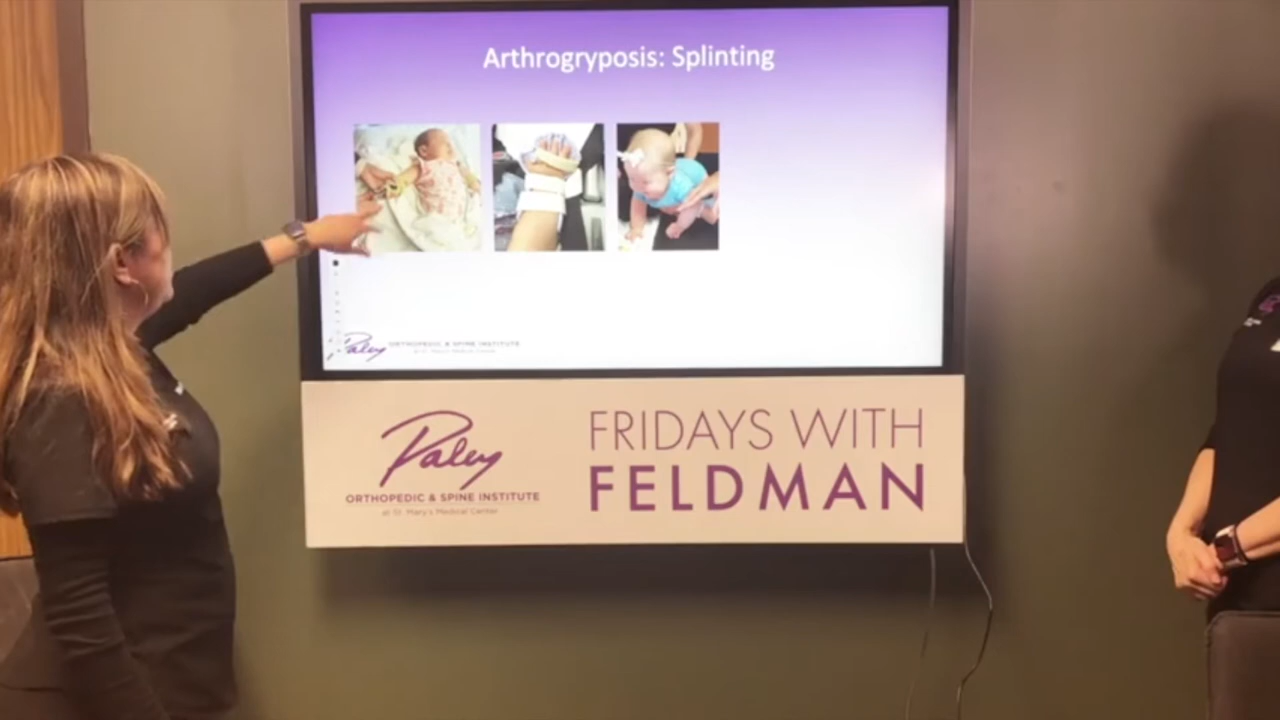 Arthrogryposis: Splinting
Paley
ORTHOPEDIC & SPINE INSTITUTE
Paley
ORTHOPEDIC & SPINE INSTITUTE
at St. Mary's Medical Center
FRIDAYS WITH
FELDMAN